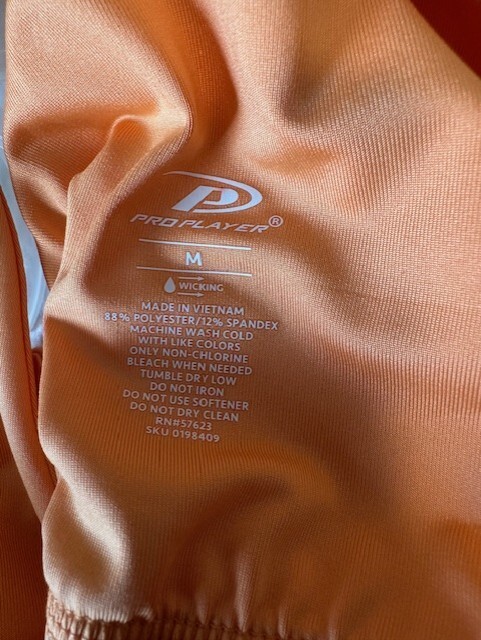 P
PRO PLAYER®
M
WICKING
MADE IN VIETNAM
88% POLYESTER/12% SPANDEX
MACHINE WASH COLD
WITH LIKE COLORS
ONLY NON-CHLORINE
BLEACH WHEN NEEDED
TUMBLE DRY LOW
DO NOT IRON
DO NOT USE SOFTENER
DO NOT DRY CLEAN
RN#57623
SKU 0198409